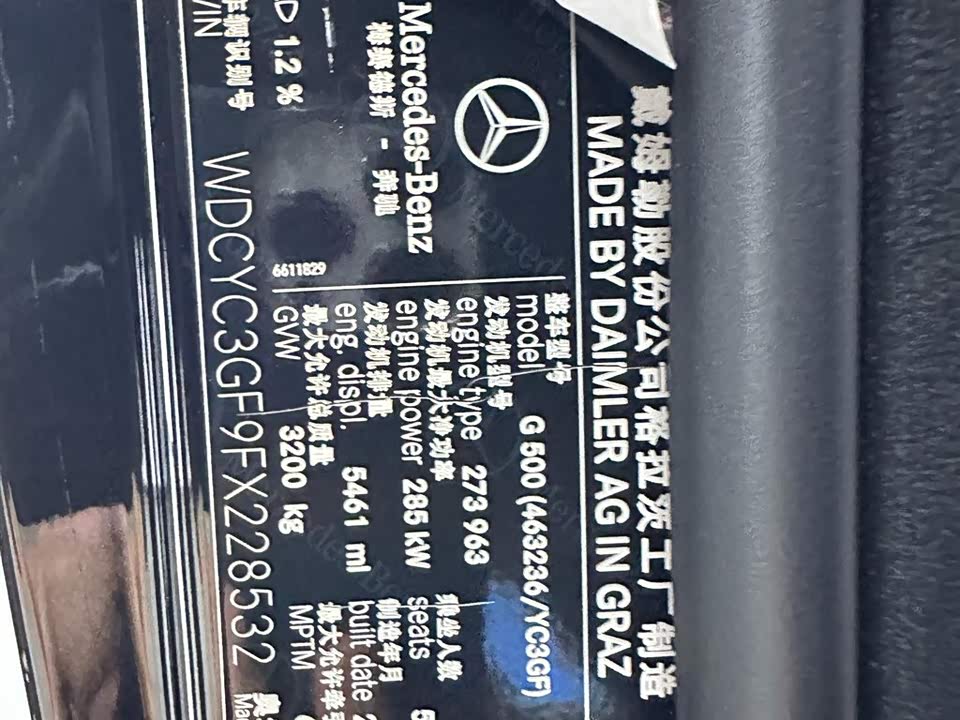 戴姆勒股份公司格拉茨工厂制造
MADE BY DAIMLER AG IN GRAZ
Mercedes-Benz
梅赛德斯 - 奔驰
整车型号
model G 500 (463236/YC3GF)
发动机型号
engine type 273 963
发动机最大净功率
engine power 285 kW
发动机排量
eng. displ. 5461 ml
最大允许总质量
GVW 3200 kg
乘坐人数
seats 5
制造年月
built date 2
最大允许牵引
MPTM
6611829
1.2 %
车辆识别号
VIN WDCYC3GF9FX228532